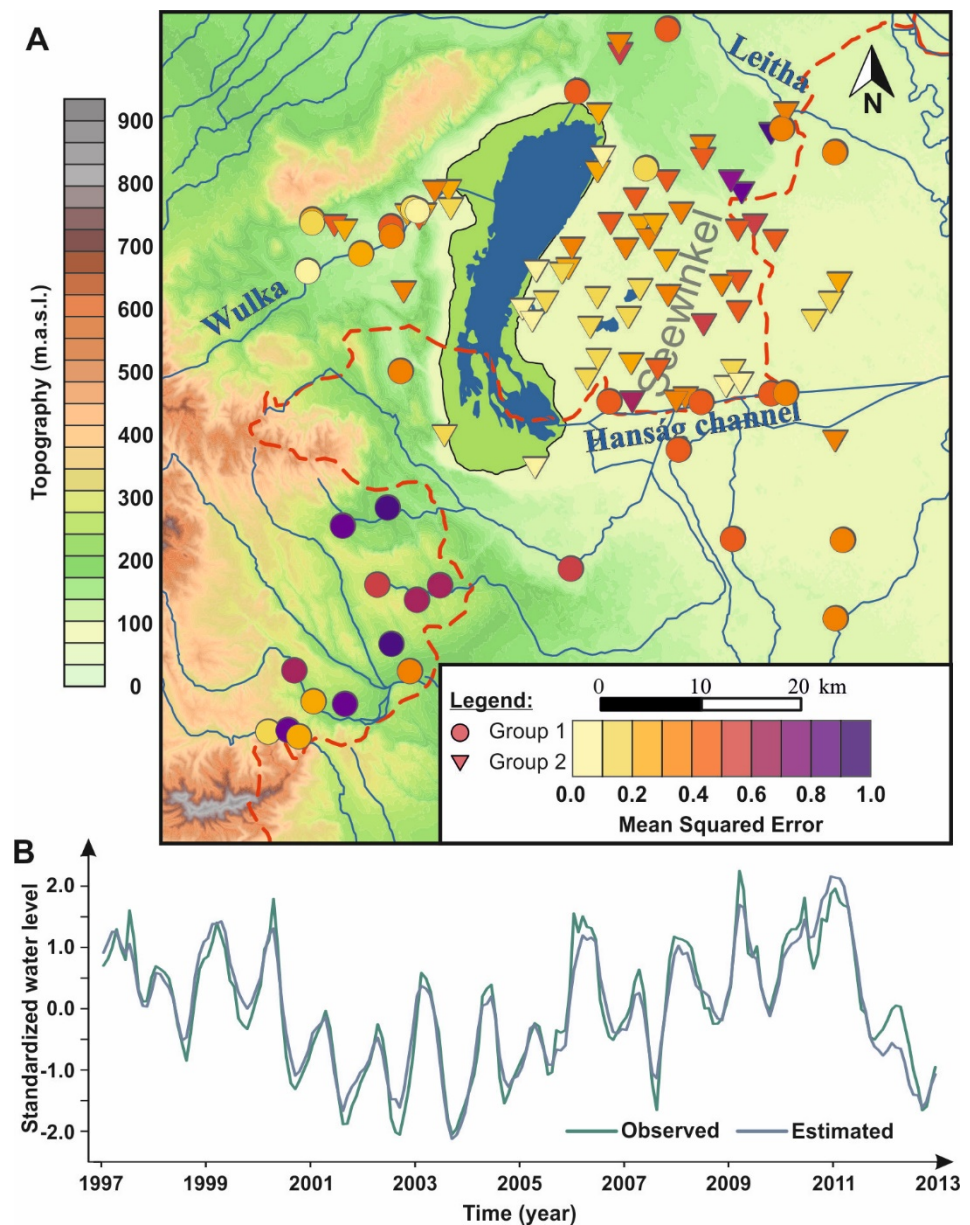 A
900
800
700
600
500
400
300
200
100
0
Topography (m.a.s.l.)
Leitha
N
Wulka
Seewinkel
Hanság channel
Legend:
Group 1
Group 2
0 10 20 km
0.0 0.2 0.4 0.6 0.8 1.0
Mean Squared Error
B
Standardized water level
2.0
1.0
0.0
-1.0
-2.0
Observed Estimated
1997 1999 2001 2003 2005 2007 2009 2011 2013
Time (year)